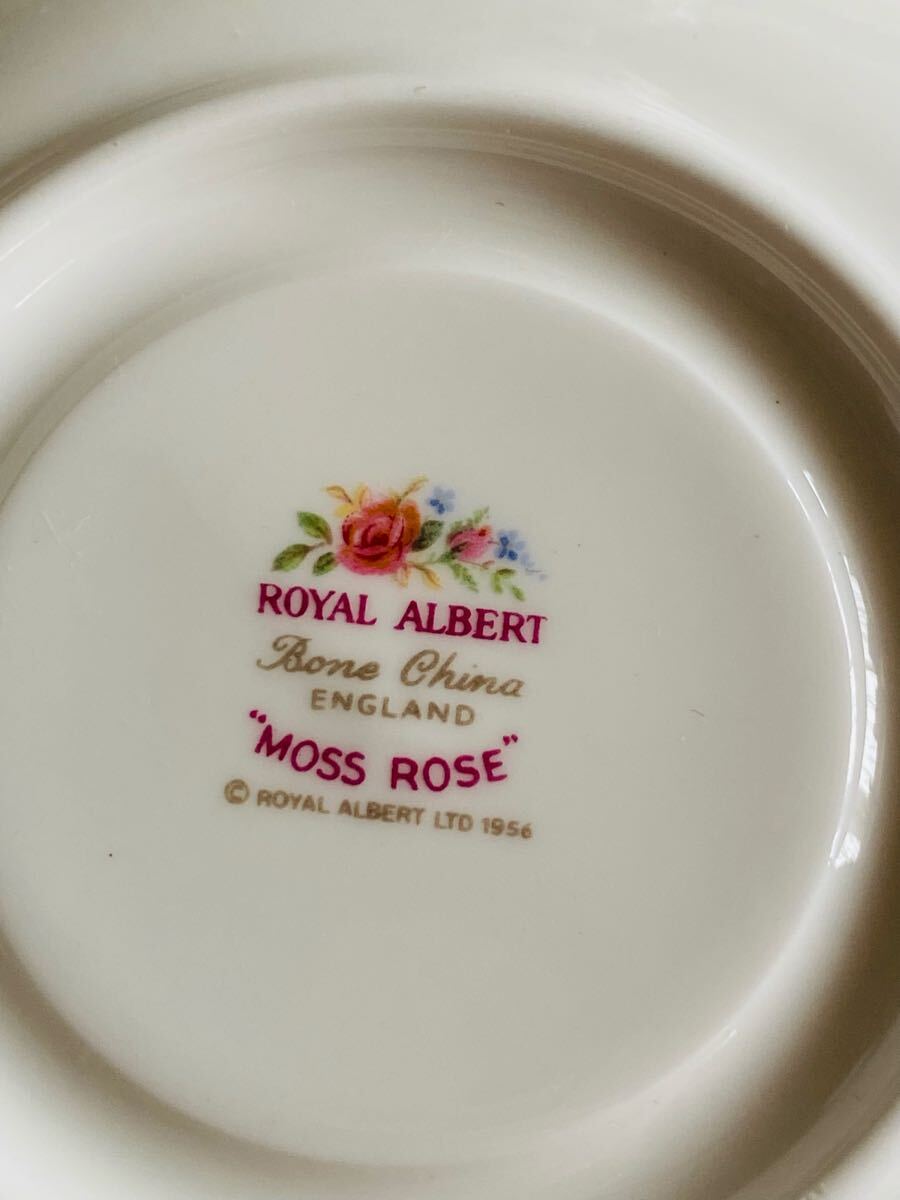 ROYAL ALBERT
Bone China
ENGLAND
"MOSS ROSE"
© ROYAL ALBERT LTD 1956